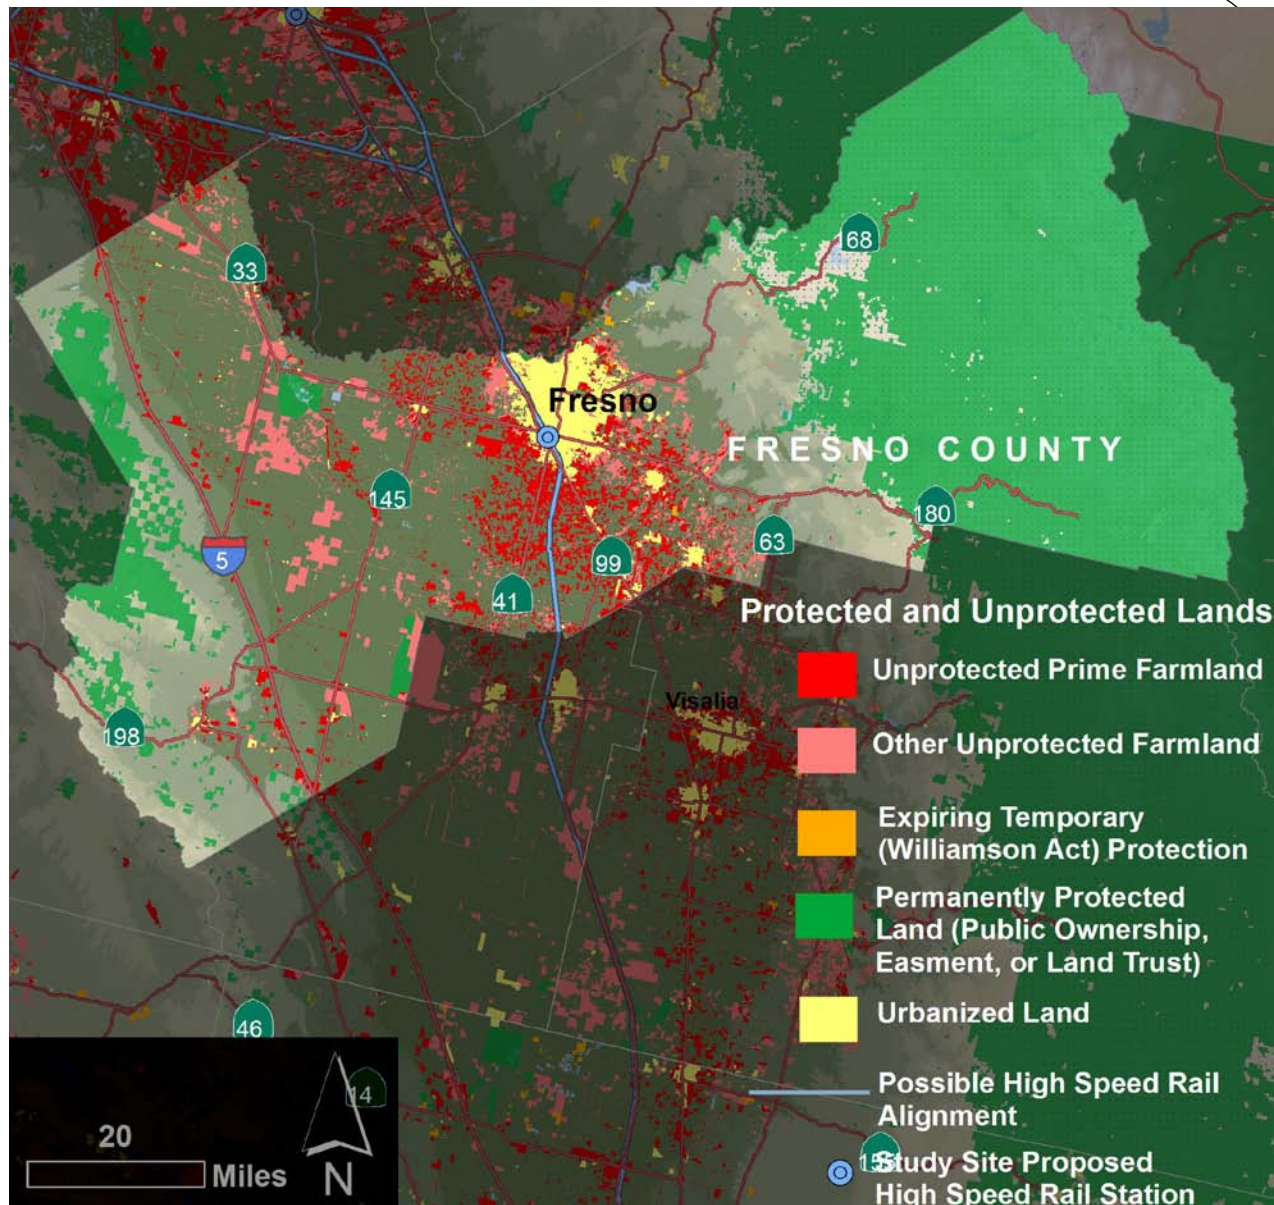 68
33
Fresno
FRESNO COUNTY
145
180
5
99
63
41
Protected and Unprotected Lands
Unprotected Prime Farmland
Visalia
198
Other Unprotected Farmland
Expiring Temporary
(Williamson Act) Protection
Permanently Protected
Land (Public Ownership,
Easment, or Land Trust)
46
Urbanized Land
Possible High Speed Rail
Alignment
14
20
Miles
N
Study Site Proposed
High Speed Rail Station